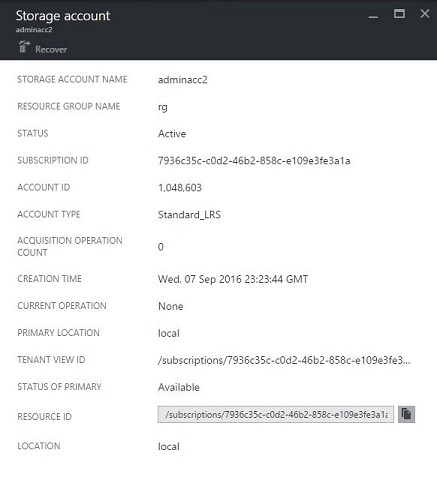 Storage account
adminacc2
Recover
STORAGE ACCOUNT NAME adminacc2
RESOURCE GROUP NAME rg
STATUS Active
SUBSCRIPTION ID 7936c35c-c0d2-46b2-858c-e109e3fe3a1a
ACCOUNT ID 1,048,603
ACCOUNT TYPE Standard_LRS
ACQUISITION OPERATION
COUNT 0
CREATION TIME Wed, 07 Sep 2016 23:23:44 GMT
CURRENT OPERATION None
PRIMARY LOCATION local
TENANT VIEW ID /subscriptions/7936c35c-c0d2-46b2-858c-e109e3fe3...
STATUS OF PRIMARY Available
RESOURCE ID /subscriptions/7936c35c-c0d2-46b2-858c-e109e3fe3a1a
LOCATION local